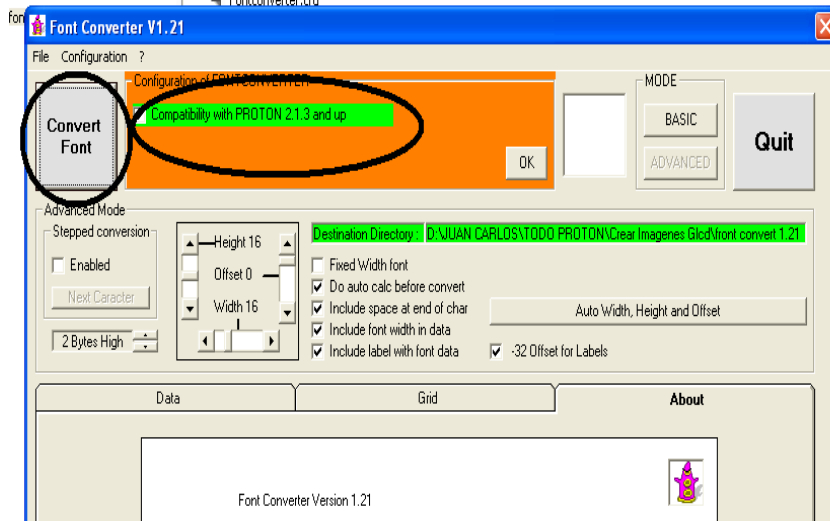 Fontconverter.cfg
fon
Font Converter V1.21
File Configuration ?
Convert
Font
Configuration of FONTCONVERTER
Compatibility with PROTON 2.1.3 and up
OK
MODE
BASIC
ADVANCED
Quit
Advanced Mode
Stepped conversion
Enabled
Next Caracter
2 Bytes High
Height 16
Offset 0
Width 16
Destination Directory : D:\JUAN CARLOS\TODO PROTON\Crear Imagenes Glcd\front convert 1.21
Fixed Width font
Do auto calc before convert
Include space at end of char
Include font width in data
Include label with font data
Auto Width, Height and Offset
-32 Offset for Labels
Data Grid About
Font Converter Version 1.21